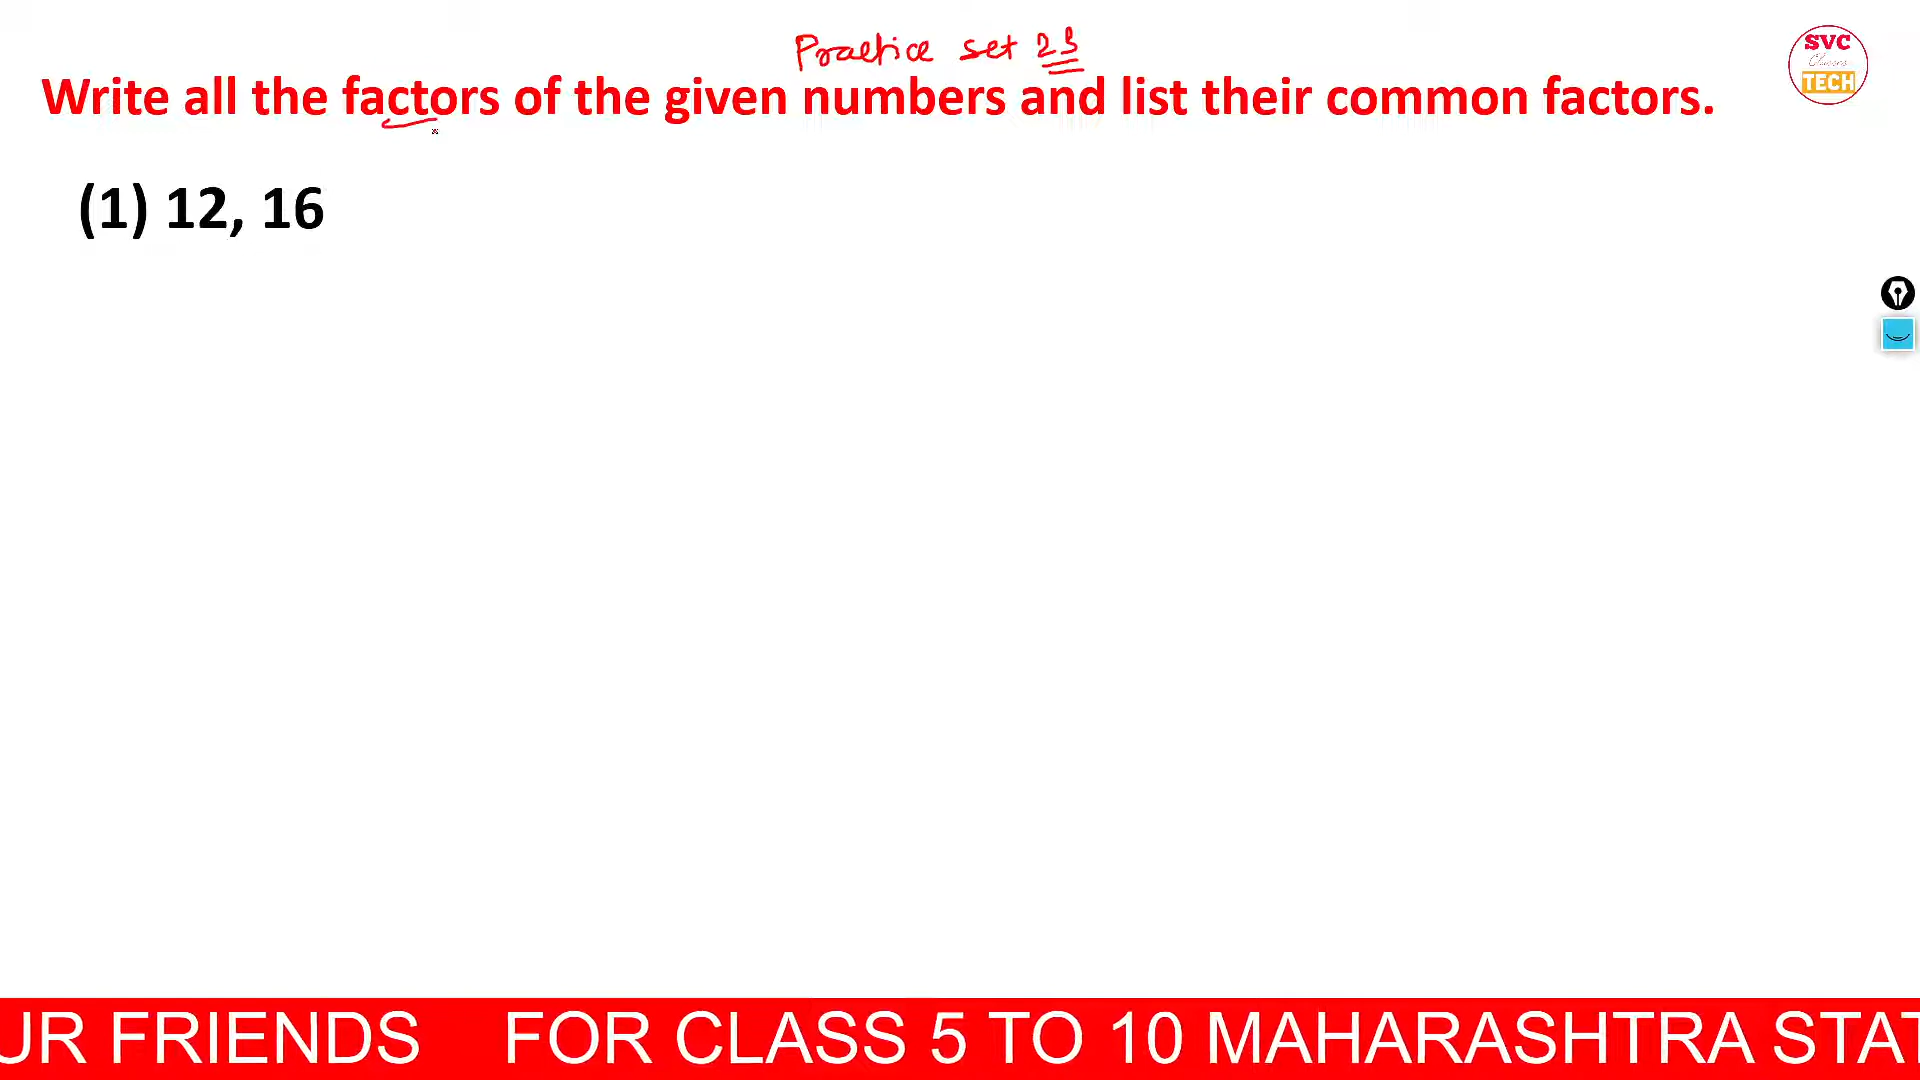 Practice set 23
SVC
Classes
TECH
Write all the factors of the given numbers and list their common factors.
(1) 12, 16
UR FRIENDS FOR CLASS 5 TO 10 MAHARASHTRA STAT